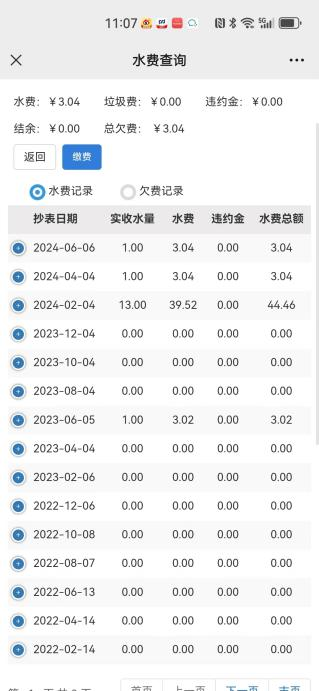 11:07
水费查询
水费: ￥3.04 垃圾费: ￥0.00 违约金: ￥0.00
结余: ￥0.00 总欠费: ￥3.04
返回 缴费
水费记录 欠费记录
抄表日期 实收水量 水费 违约金 水费总额
2024-06-06 1.00 3.04 0.00 3.04
2024-04-04 1.00 3.04 0.00 3.04
2024-02-04 13.00 39.52 0.00 44.46
2023-12-04 0.00 0.00 0.00 0.00
2023-10-04 0.00 0.00 0.00 0.00
2023-08-04 0.00 0.00 0.00 0.00
2023-06-05 1.00 3.02 0.00 3.02
2023-04-04 0.00 0.00 0.00 0.00
2023-02-06 0.00 0.00 0.00 0.00
2022-12-06 0.00 0.00 0.00 0.00
2022-10-08 0.00 0.00 0.00 0.00
2022-08-07 0.00 0.00 0.00 0.00
2022-06-13 0.00 0.00 0.00 0.00
2022-04-14 0.00 0.00 0.00 0.00
2022-02-14 0.00 0.00 0.00 0.00
首页 上一页 下一页 末页